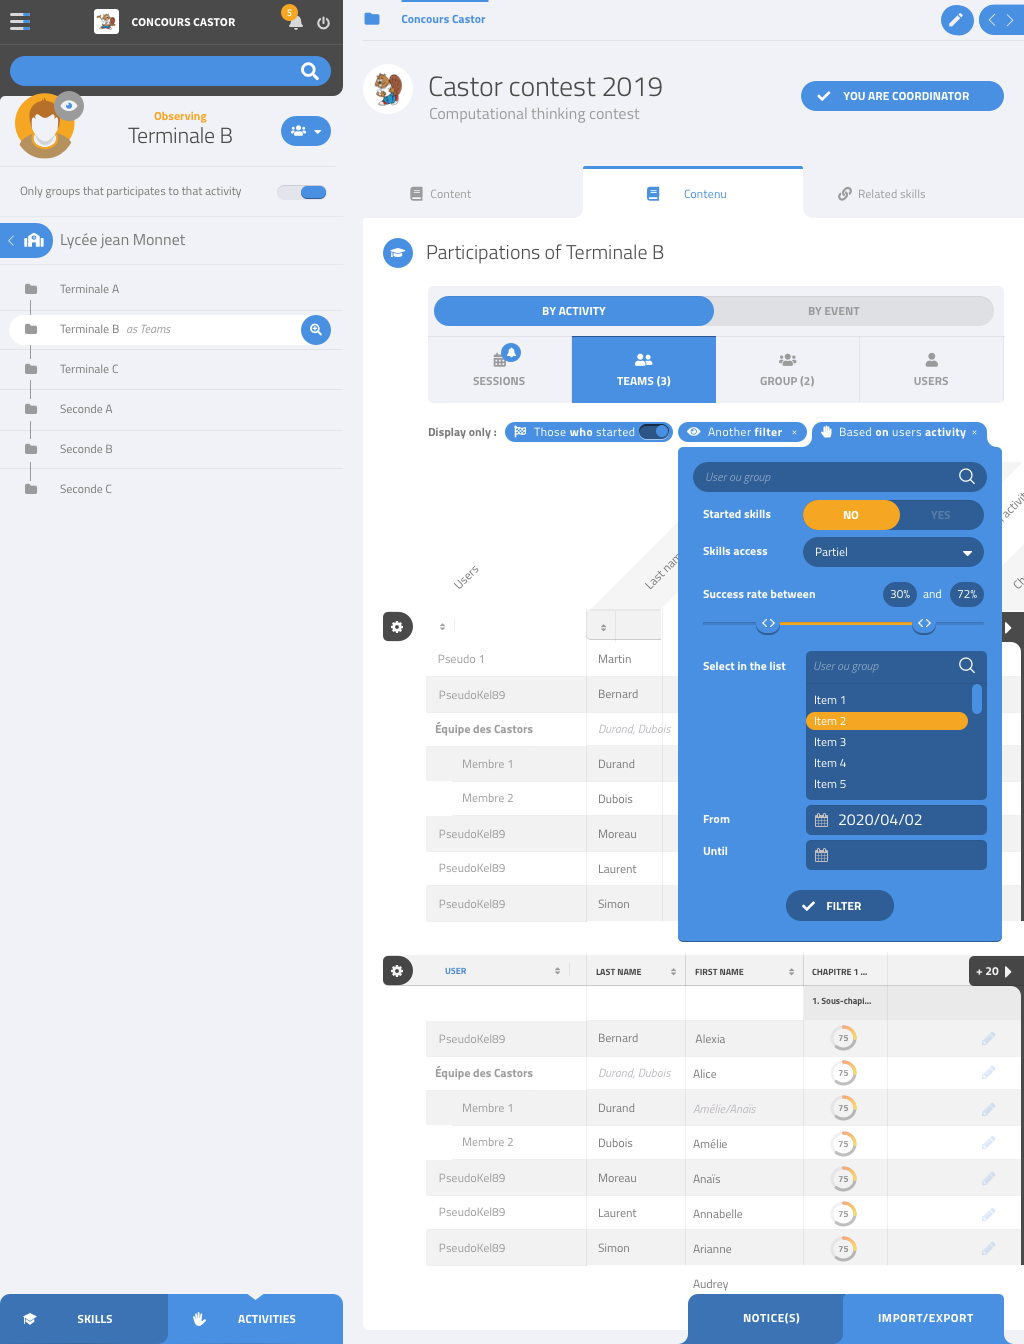 CONCOURS CASTOR
5
Observing
Terminale B
Only groups that participates to that activity
Lycée jean Monnet
Terminale A
Terminale B as Teams
Terminale C
Seconde A
Seconde B
Seconde C
SKILLS
ACTIVITIES
Concours Castor
Castor contest 2019
Computational thinking contest
YOU ARE COORDINATOR
Content
Contenu
Related skills
Participations of Terminale B
BY ACTIVITY
BY EVENT
SESSIONS
TEAMS (3)
GROUP (2)
USERS
Display only :
Those who started
Another filter ×
Based on users activity ×
User ou group
Started skills
NO
YES
Skills access
Partiel
Success rate between
30%
and
72%
Select in the list
User ou group
Item 1
Item 2
Item 3
Item 4
Item 5
From
2020/04/02
Until
FILTER
Users
Last nam
Pseudo 1
Martin
PseudoKel89
Bernard
Équipe des Castors
Durand, Dubois
Membre 1
Durand
Membre 2
Dubois
PseudoKel89
Moreau
PseudoKel89
Laurent
PseudoKel89
Simon
USER
LAST NAME
FIRST NAME
CHAPITRE 1 ...
+ 20
1. Sous-chapi...
PseudoKel89
Bernard
Alexia
75
Équipe des Castors
Durand, Dubois
Alice
75
Membre 1
Durand
Amélie/Anaïs
75
Membre 2
Dubois
Amélie
75
PseudoKel89
Moreau
Anaïs
75
PseudoKel89
Laurent
Annabelle
75
PseudoKel89
Simon
Arianne
75
Audrey
NOTICE(S)
IMPORT/EXPORT